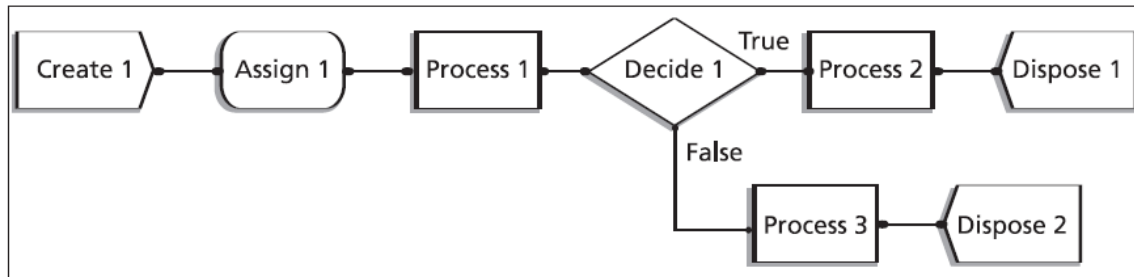 Create 1
Assign 1
Process 1
Decide 1
True
Process 2
Dispose 1
False
Process 3
Dispose 2